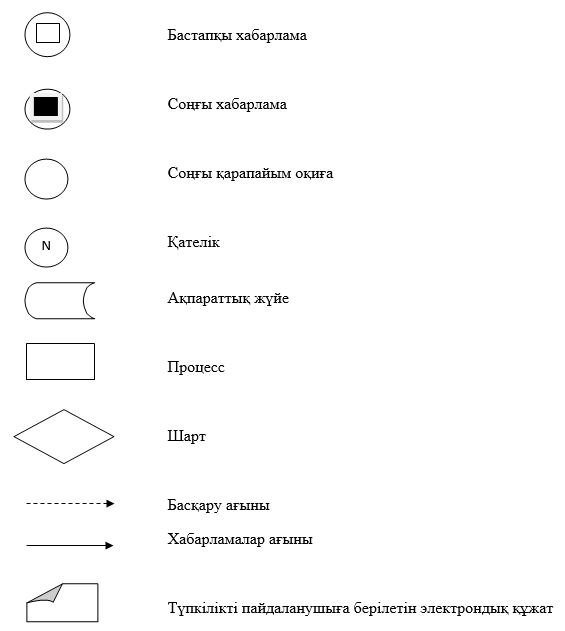 Бастапқы хабарлама
Соңғы хабарлама
Соңғы қарапайым оқиға
N
Қателік
Ақпараттық жүйе
Процесс
Шарт
Басқару ағыны
Хабарламалар ағыны
Түпкілікті пайдаланушыға берілетін электрондық құжат